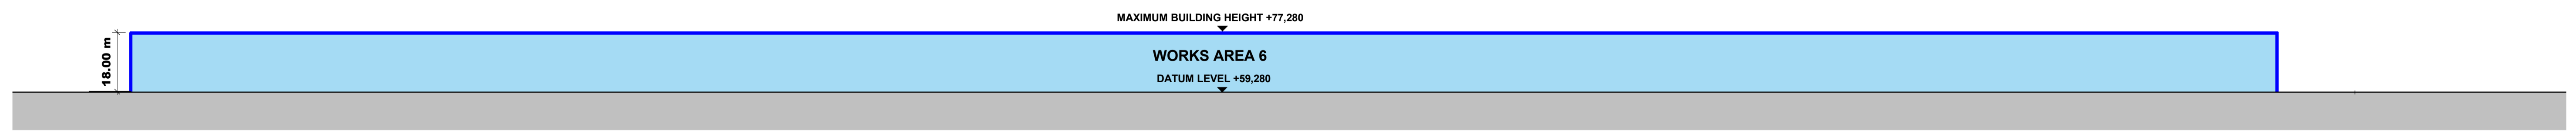 MAXIMUM BUILDING HEIGHT +77,280
18.00 m
WORKS AREA 6
DATUM LEVEL +59,280